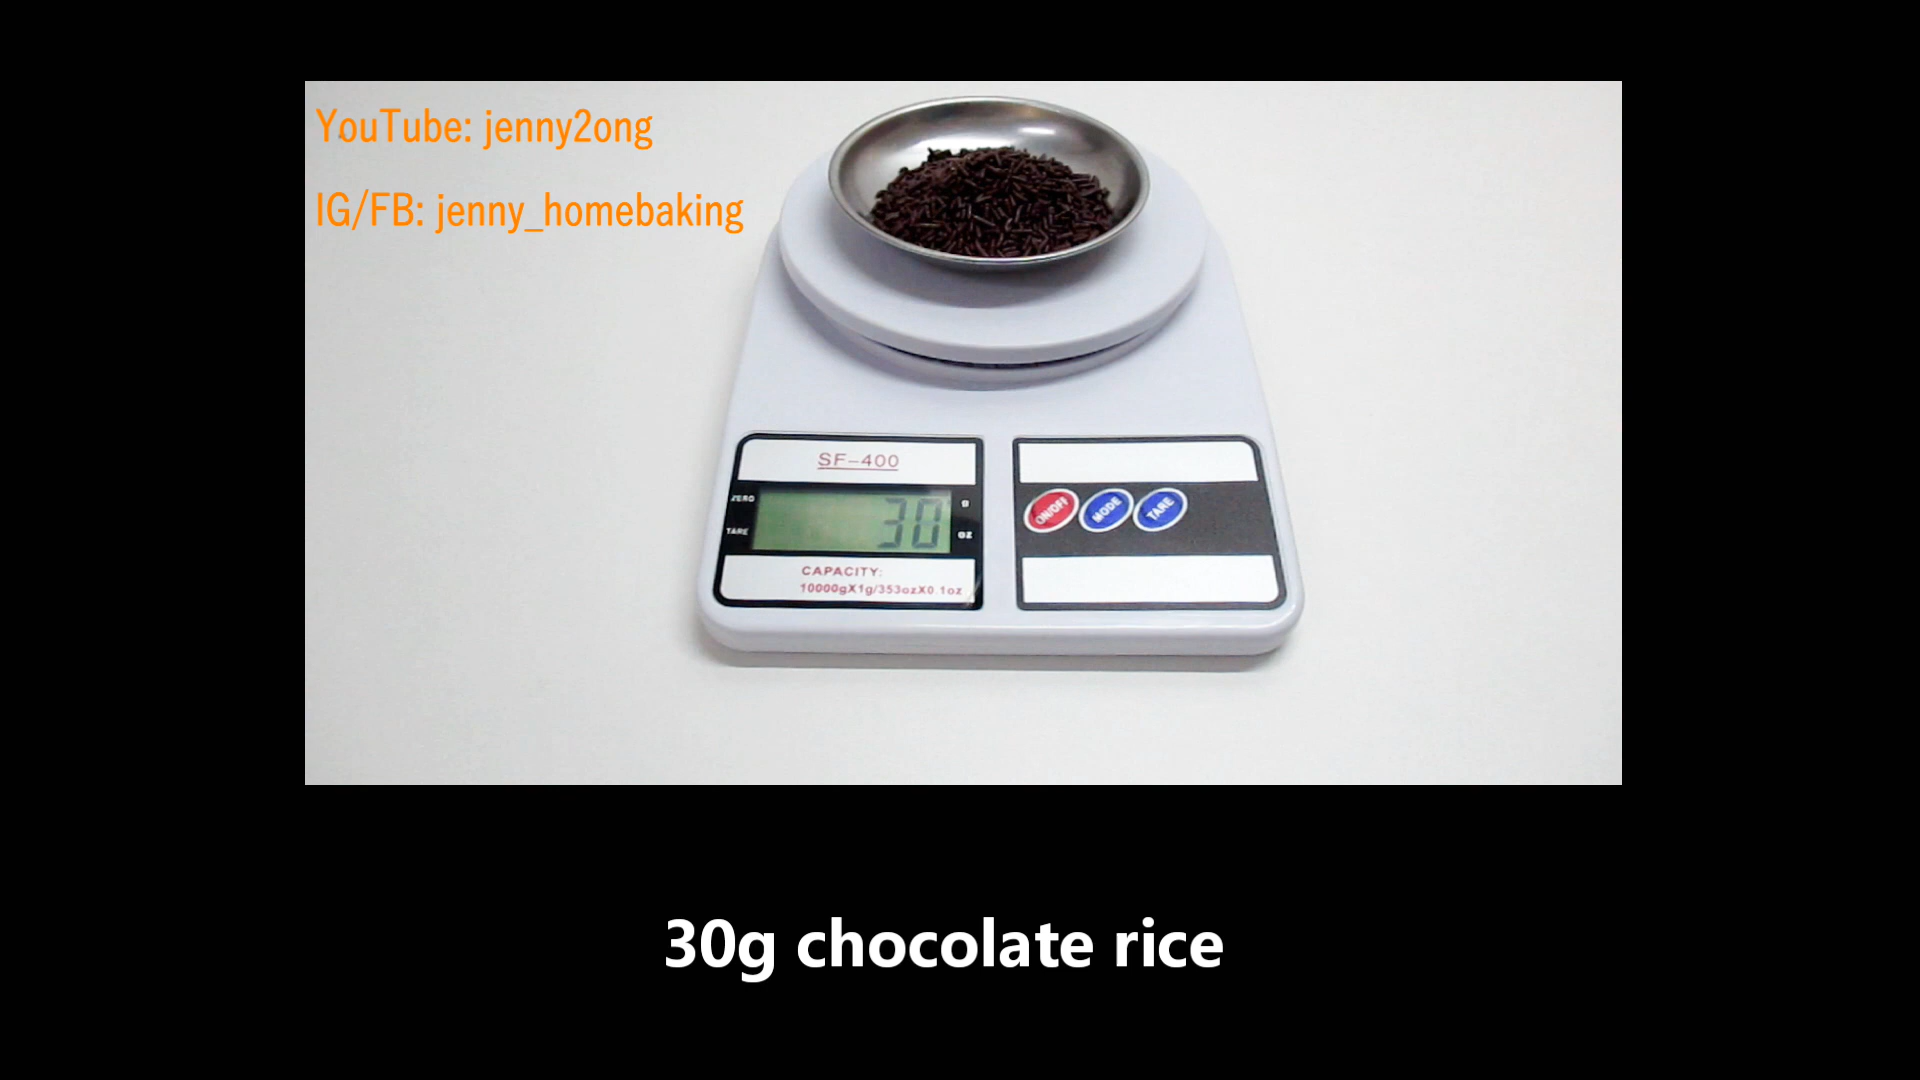 YouTube: jenny2ong
IG/FB: jenny_homebaking
SF-400
ZERO
g
30
TARE
oz
CAPACITY:
10000gX1g/353ozX0.1oz
ON/OFF
MODE
TARE
30g chocolate rice